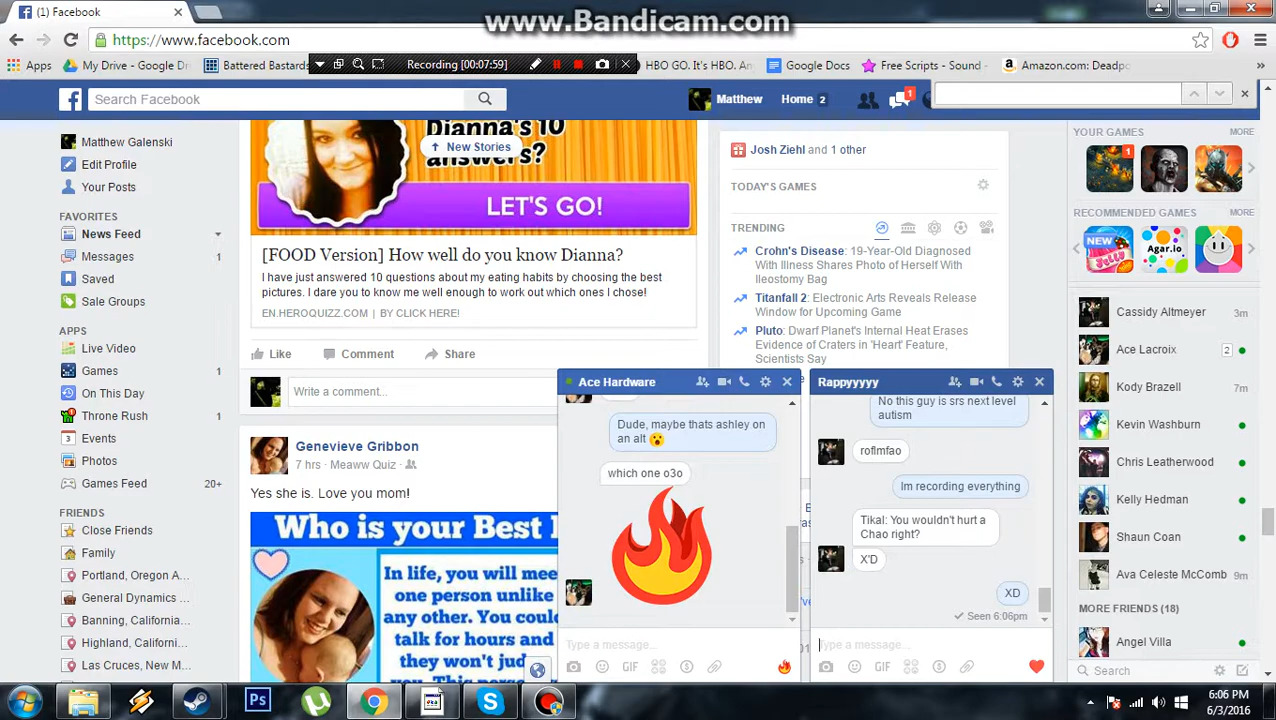 (1) Facebook
www.Bandicam.com
https://www.facebook.com
Apps
My Drive - Google Dr
Battered Bastards
Recording [00:07:59]
HBO GO. It's HBO. An
Google Docs
Free Scripts - Sound
Amazon.com: Deadpo
Search Facebook
Matthew
Home 2
1
Matthew Galenski
Edit Profile
Your Posts
FAVORITES
News Feed
Messages 1
Saved
Sale Groups
APPS
Live Video
Games 1
On This Day
Throne Rush 1
3 Events
Photos
Game Feed 20+
FRIENDS
Close Friends
Family
Portland, Oregon A...
General Dynamics ...
Banning, California...
Highland, Californi...
Las Cruces, New M...
Dianna's 10
answers?
New Stories
LET'S GO!
[FOOD Version] How well do you know Dianna?
I have just answered 10 questions about my eating habits by choosing the best
pictures. I dare you to know me well enough to work out which ones I chose!
EN.HEROQUIZZ.COM | BY CLICK HERE!
Like
Comment
Share
Write a comment...
Genevieve Gribbon
7 hrs · Meaww Quiz ·
Yes she is. Love you mom!
Who is your Best
In life, you will mee
one person unlike
any other. You could
talk for hours and
they won't jud
Josh Ziehl and 1 other
TODAY'S GAMES
TRENDING
Crohn's Disease: 19-Year-Old Diagnosed
With Illness Shares Photo of Herself With
Ileostomy Bag
Titanfall 2: Electronic Arts Reveals Release
Window for Upcoming Game
Pluto: Dwarf Planet's Internal Heat Erases
Evidence of Craters in 'Heart' Feature,
Scientists Say
Ace Hardware
Dude, maybe thats ashley on
an alt 😮
which one o3o
Type a message...
GIF
Rappyyyyy
No this guy is srs next level
autism
roflmfao
Im recording everything
Tikal: You wouldn't hurt a
Chao right?
X'D
XD
Seen 6:06pm
Type a message...
GIF
YOUR GAMES
MORE
1
RECOMMENDED GAMES
MORE
NEW
Jelly
Agar.io
Cassidy Altmeyer 3m
Ace Lacroix 2
Kody Brazell 7m
Kevin Washburn
Chris Leatherwood
Kelly Hedman
Shaun Coan
Ava Celeste McComb 9m
MORE FRIENDS (18)
Angel Villa
Search
Ps
6:06 PM
6/3/2016